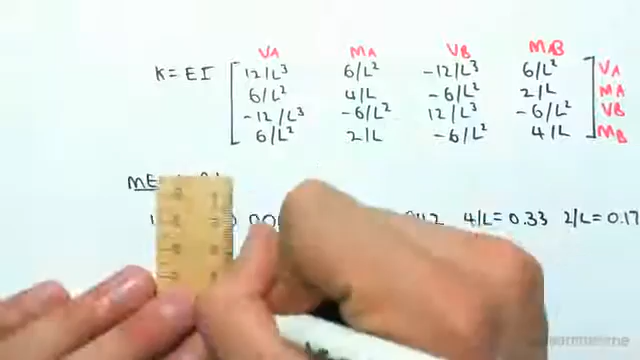 VA MA VB MAB
K = EI [ 12/L³ 6/L² -12/L³ 6/L² ] VA
6/L² 4/L -6/L² 2/L MA
-12/L³ -6/L² 12/L³ -6/L² VB
6/L² 2/L -6/L² 4/L MB
4/L = 0.33 2/L = 0.17